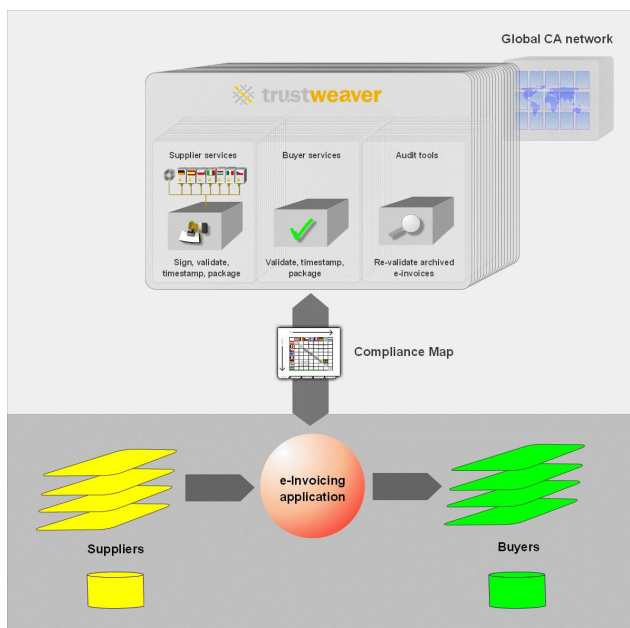 Global CA network
trustweaver
Supplier services
Buyer services
Audit tools
Sign, validate,
timestamp, package
Validate, timestamp,
package
Re-validate archived
e-invoices
Compliance Map
e-Invoicing
application
Suppliers
Buyers